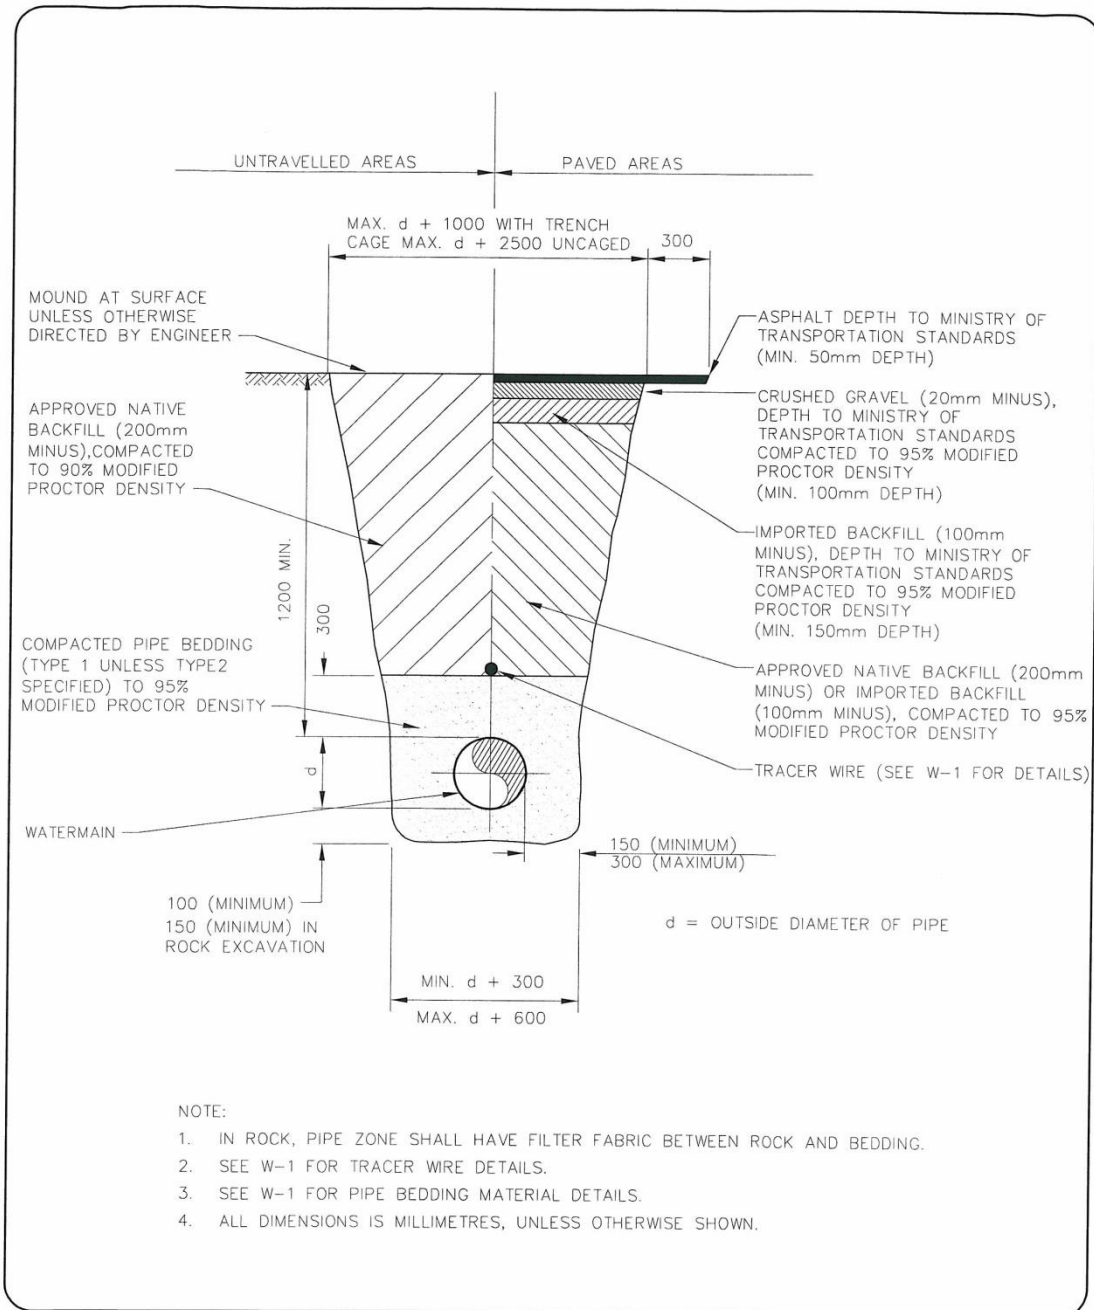 UNTRAVELLED AREAS
PAVED AREAS
MAX. d + 1000 WITH TRENCH
CAGE MAX. d + 2500 UNCAGED
300
MOUND AT SURFACE
UNLESS OTHERWISE
DIRECTED BY ENGINEER
APPROVED NATIVE
BACKFILL (200mm
MINUS),COMPACTED
TO 90% MODIFIED
PROCTOR DENSITY
1200 MIN.
300
COMPACTED PIPE BEDDING
(TYPE 1 UNLESS TYPE2
SPECIFIED) TO 95%
MODIFIED PROCTOR DENSITY
d
WATERMAIN
100 (MINIMUM)
150 (MINIMUM) IN
ROCK EXCAVATION
ASPHALT DEPTH TO MINISTRY OF
TRANSPORTATION STANDARDS
(MIN. 50mm DEPTH)
CRUSHED GRAVEL (20mm MINUS),
DEPTH TO MINISTRY OF
TRANSPORTATION STANDARDS
COMPACTED TO 95% MODIFIED
PROCTOR DENSITY
(MIN. 100mm DEPTH)
IMPORTED BACKFILL (100mm
MINUS), DEPTH TO MINISTRY OF
TRANSPORTATION STANDARDS
COMPACTED TO 95% MODIFIED
PROCTOR DENSITY
(MIN. 150mm DEPTH)
APPROVED NATIVE BACKFILL (200mm
MINUS) OR IMPORTED BACKFILL
(100mm MINUS), COMPACTED TO 95%
MODIFIED PROCTOR DENSITY
TRACER WIRE (SEE W-1 FOR DETAILS)
150 (MINIMUM)
300 (MAXIMUM)
d = OUTSIDE DIAMETER OF PIPE
MIN. d + 300
MAX. d + 600
NOTE:
1. IN ROCK, PIPE ZONE SHALL HAVE FILTER FABRIC BETWEEN ROCK AND BEDDING.
2. SEE W-1 FOR TRACER WIRE DETAILS.
3. SEE W-1 FOR PIPE BEDDING MATERIAL DETAILS.
4. ALL DIMENSIONS IS MILLIMETRES, UNLESS OTHERWISE SHOWN.